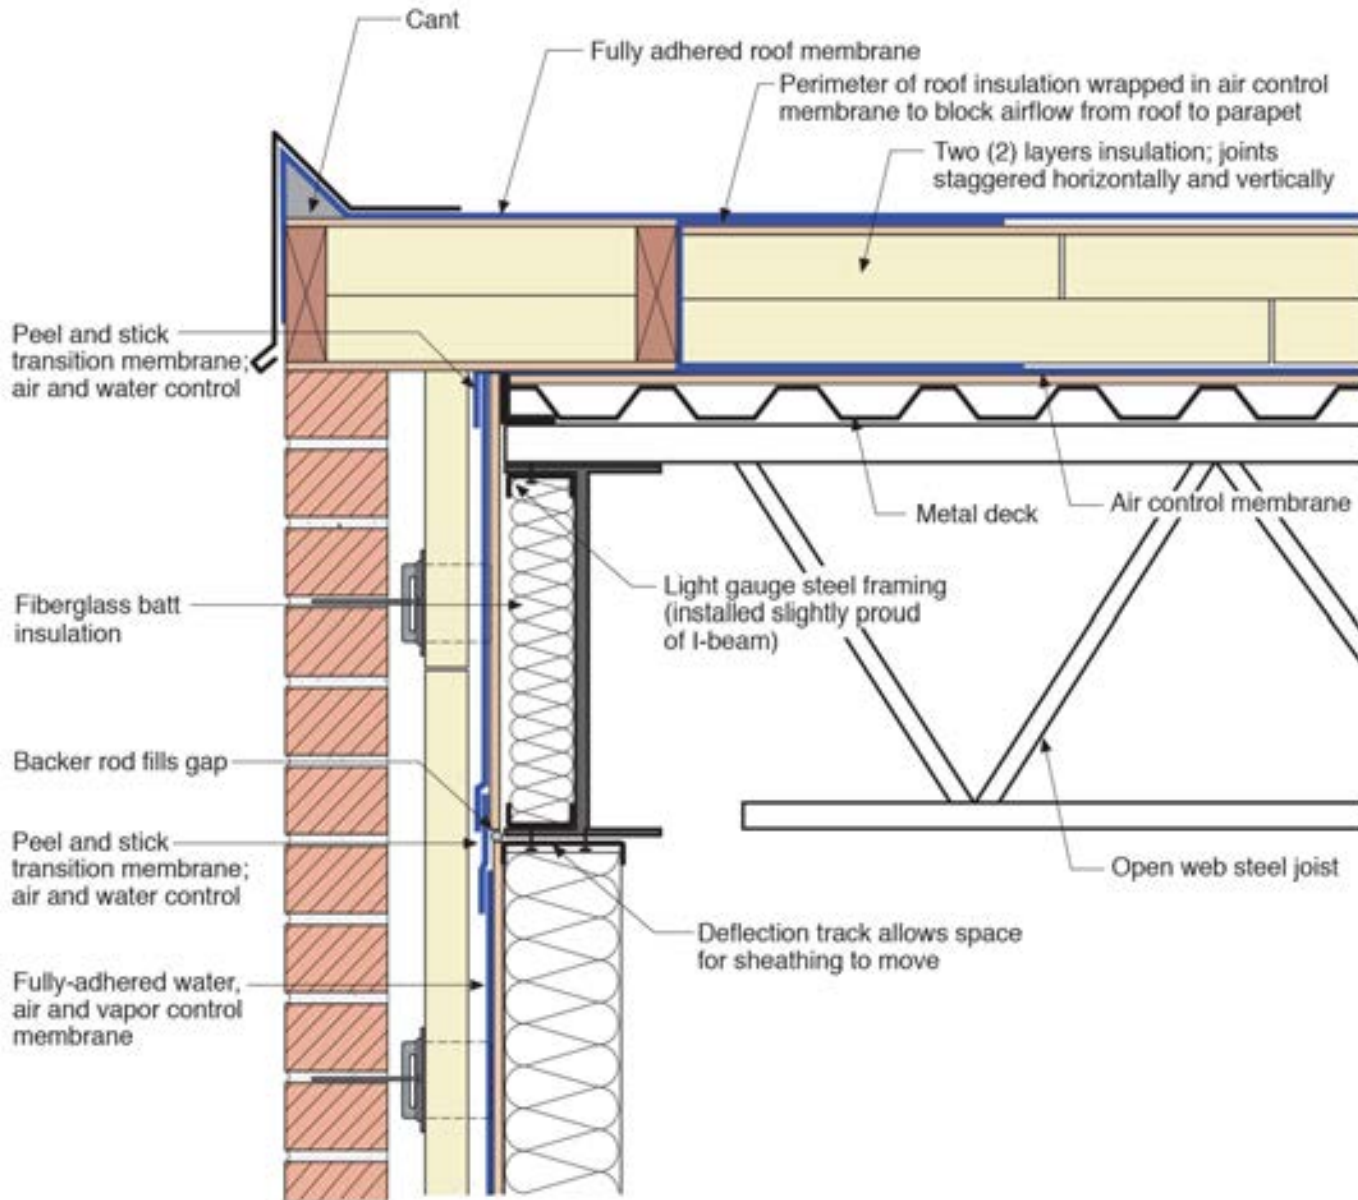 Cant
Fully adhered roof membrane
Perimeter of roof insulation wrapped in air control
membrane to block airflow from roof to parapet
Two (2) layers insulation; joints
staggered horizontally and vertically
Peel and stick
transition membrane;
air and water control
Metal deck
Air control membrane
Light gauge steel framing
(installed slightly proud
of I-beam)
Fiberglass batt
insulation
Backer rod fills gap
Peel and stick
transition membrane;
air and water control
Open web steel joist
Deflection track allows space
for sheathing to move
Fully-adhered water,
air and vapor control
membrane